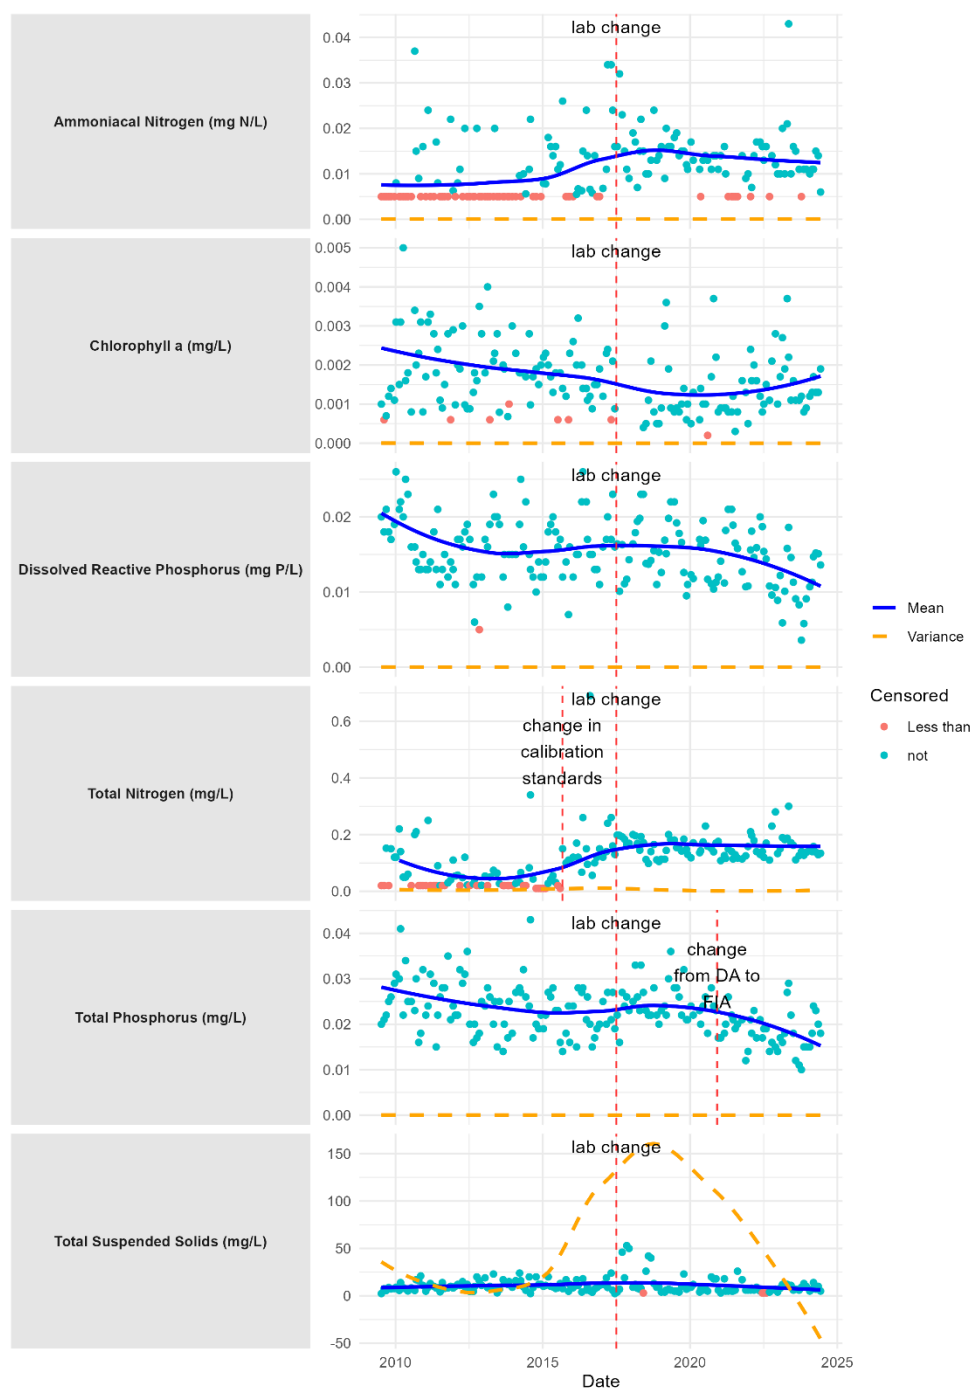 Ammoniacal Nitrogen (mg N/L)
0.04
0.03
0.02
0.01
0.00
lab change
Chlorophyll a (mg/L)
0.005
0.004
0.003
0.002
0.001
0.000
lab change
Dissolved Reactive Phosphorus (mg P/L)
0.02
0.01
0.00
lab change
Mean
Variance
Censored
Less than
not
Total Nitrogen (mg/L)
0.6
0.4
0.2
0.0
lab change
change in
calibration
standards
Total Phosphorus (mg/L)
0.04
0.03
0.02
0.01
0.00
lab change
change
from DA to
FIA
Total Suspended Solids (mg/L)
150
100
50
0
-50
lab change
2010
2015
2020
2025
Date